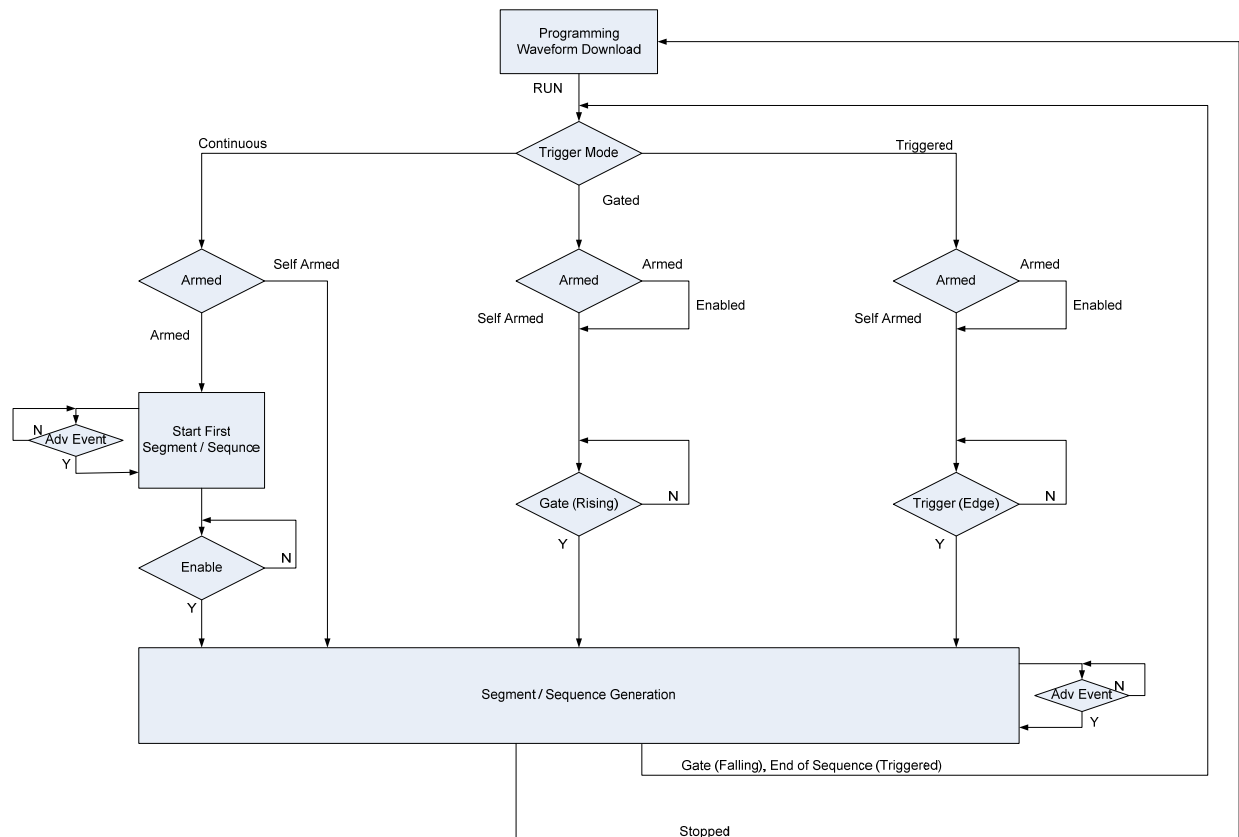 Programming
Waveform Download
RUN
Continuous
Trigger Mode
Triggered
Gated
Armed
Self Armed
Armed
Armed
Armed
Armed
Enabled
Enabled
Self Armed
Self Armed
Armed
Start First
Segment / Sequnce
N
Adv Event
Y
Gate (Rising)
N
Trigger (Edge)
N
Y
Y
Enable
N
Y
Segment / Sequence Generation
Adv Event
N
Y
Gate (Falling), End of Sequence (Triggered)
Stopped